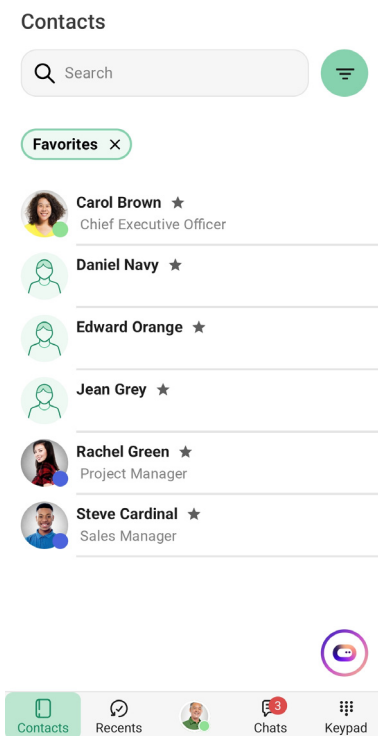 Contacts
Search
Favorites
Carol Brown
Chief Executive Officer
Daniel Navy
Edward Orange
Jean Grey
Rachel Green
Project Manager
Steve Cardinal
Sales Manager
3
Contacts
Recents
Chats
Keypad